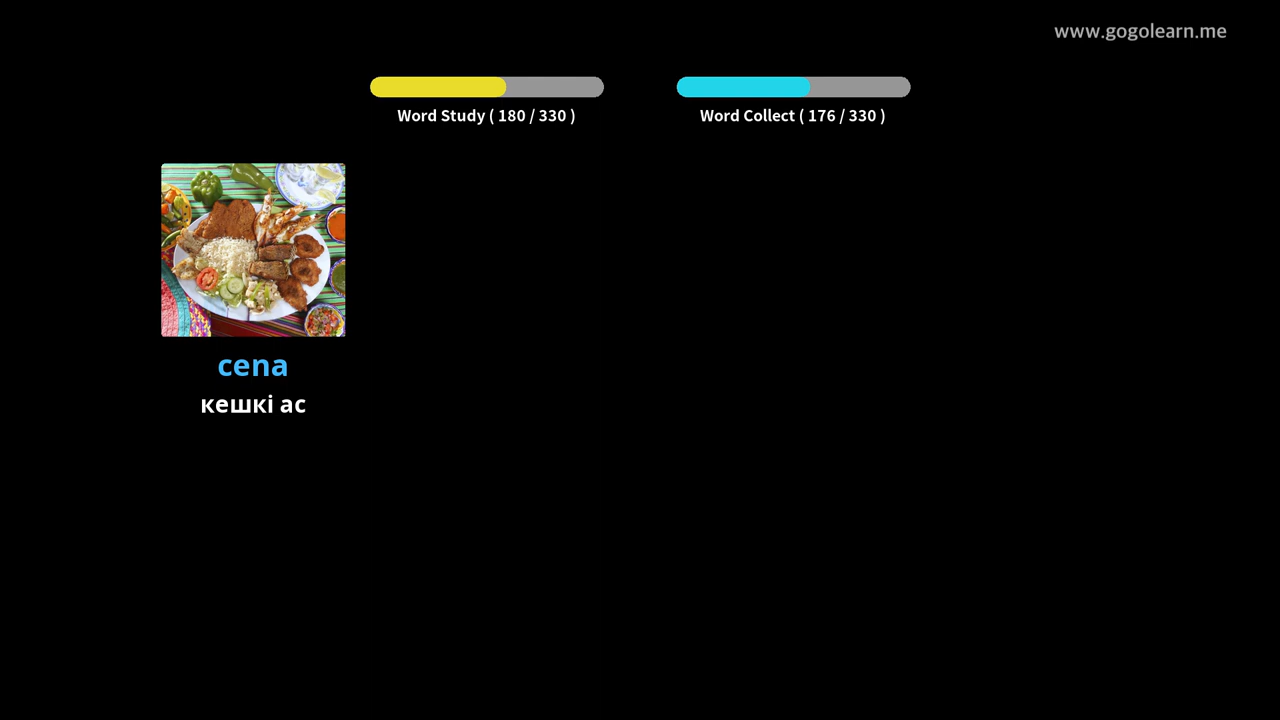 www.gogolearn.me
Word Study ( 180 / 330 )
Word Collect ( 176 / 330 )
cena
кешкі ас